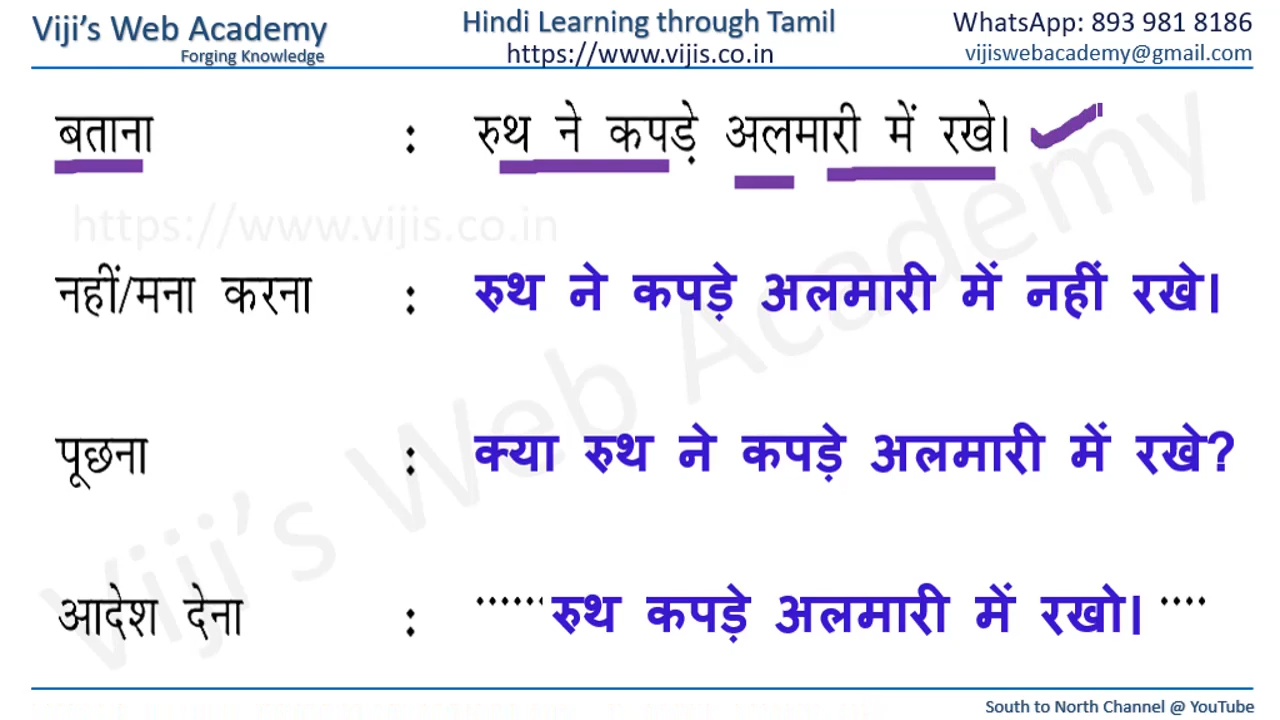 Viji's Web Academy
Forging Knowledge
Hindi Learning through Tamil
https://www.vijis.co.in
WhatsApp: 893 981 8186
vijiswebacademy@gmail.com
बताना : रुथ ने कपड़े अलमारी में रखे।
https://www.vijis.co.in
नहीं/मना करना : रुथ ने कपड़े अलमारी में नहीं रखे।
पूछना : क्या रुथ ने कपड़े अलमारी में रखे?
आदेश देना : ······ रुथ कपड़े अलमारी में रखो। ····
Viji's Web Academy
South to North Channel @ YouTube